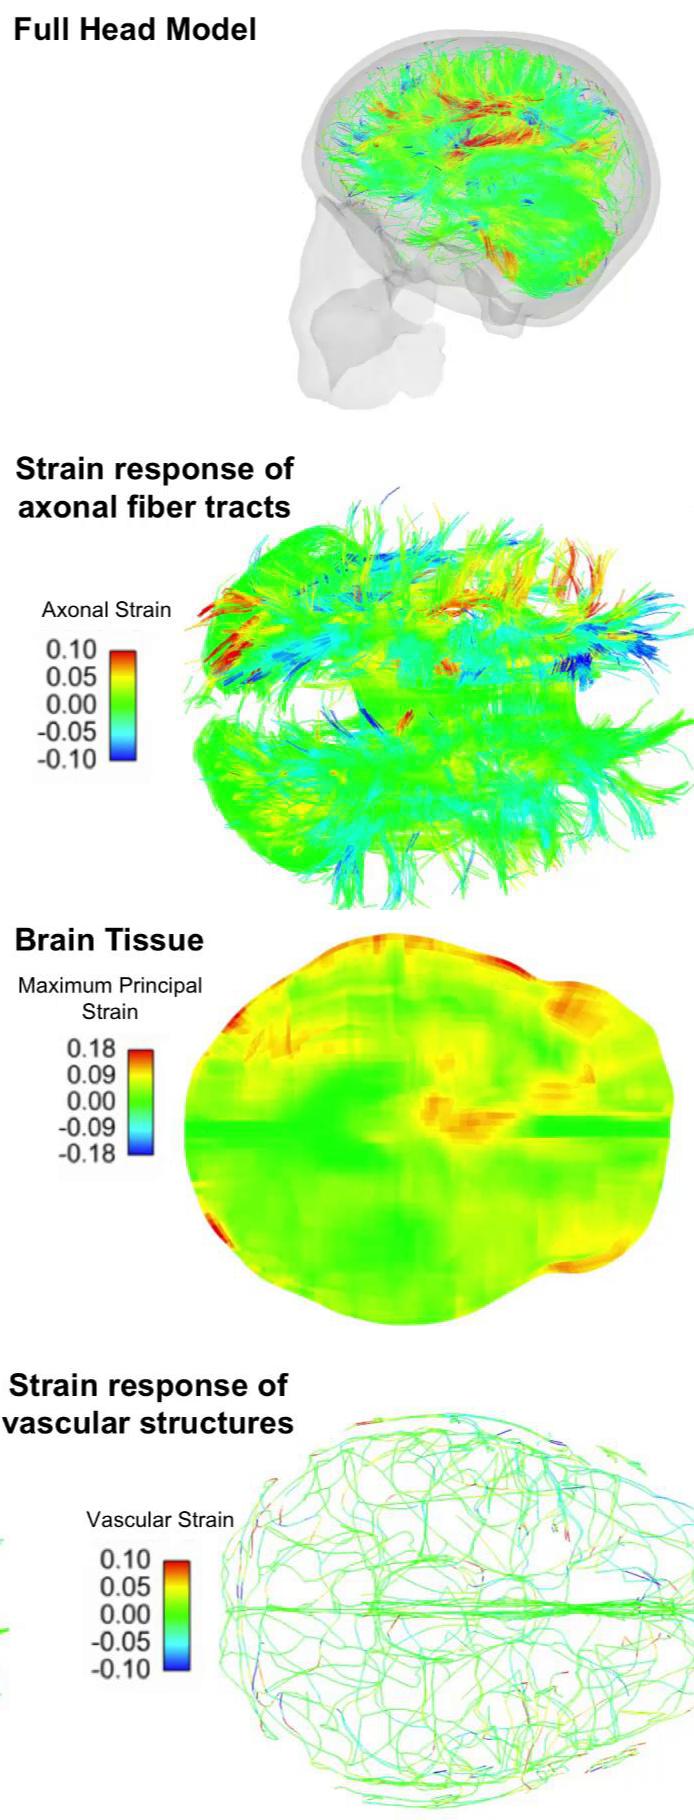 Full Head Model
Strain response of
axonal fiber tracts
Axonal Strain
0.10
0.05
0.00
-0.05
-0.10
Brain Tissue
Maximum Principal
Strain
0.18
0.09
0.00
-0.09
-0.18
Strain response of
vascular structures
Vascular Strain
0.10
0.05
0.00
-0.05
-0.10